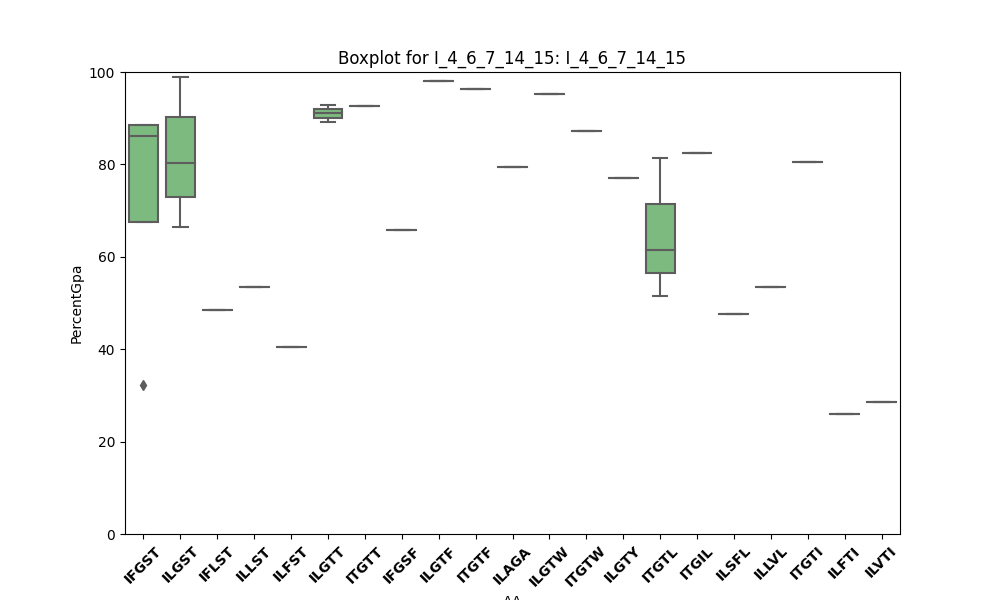 Boxplot for I_4_6_7_14_15: I_4_6_7_14_15
100
80
60
40
20
0
PercentGpa
IFGST ILGST IFLST ILLST ILFST ILGTT ITGTT IFGSF ILGTF ITGTF ILAGA ILGTW ITGTW ILGTY ITGTL ITGIL ILSFL ILLVL ITGTI ILFTI ILVTI
AA